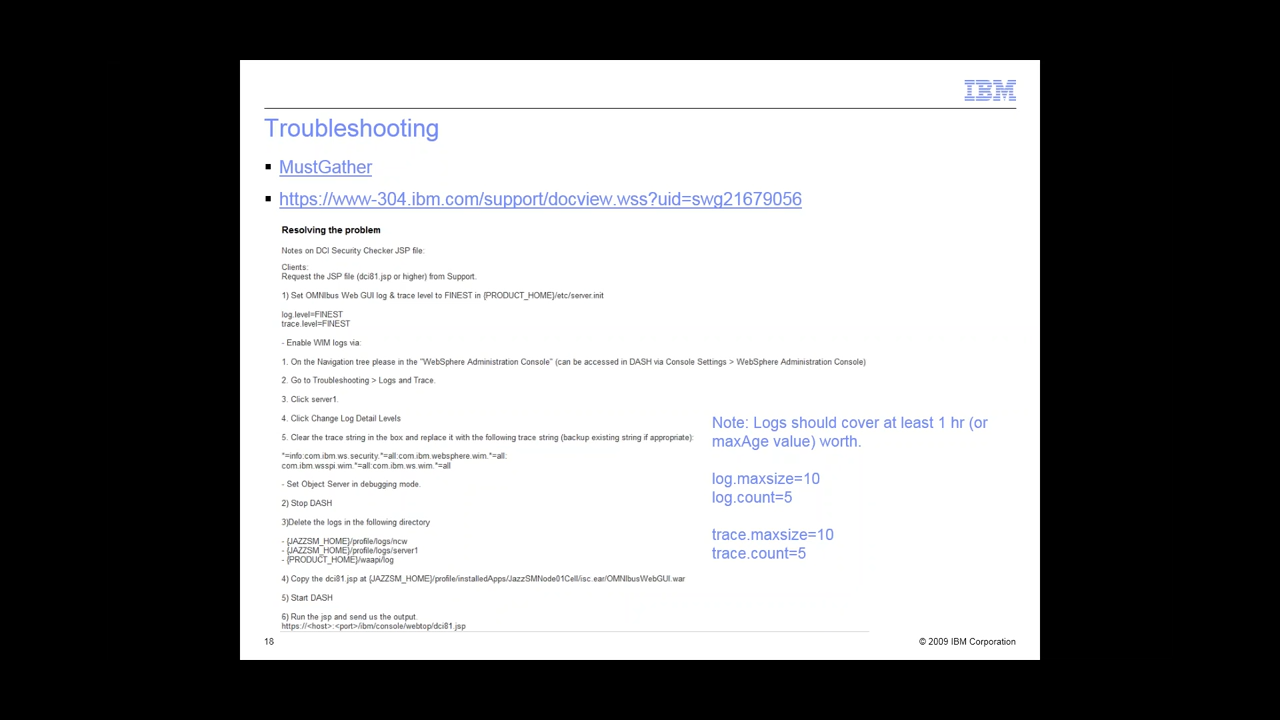 IBM
Troubleshooting
MustGather
https://www-304.ibm.com/support/docview.wss?uid=swg21679056
Resolving the problem
Notes on DCI Security Checker JSP file:
Clients:
Request the JSP file (dci81.jsp or higher) from Support.
1) Set OMNIbus Web GUI log & trace level to FINEST in {PRODUCT_HOME}/etc/server.init
log.level=FINEST
trace.level=FINEST
- Enable WIM logs via:
1. On the Navigation tree please in the "WebSphere Administration Console" (can be accessed in DASH via Console Settings > WebSphere Administration Console)
2. Go to Troubleshooting > Logs and Trace.
3. Click server1.
4. Click Change Log Detail Levels
5. Clear the trace string in the box and replace it with the following trace string (backup existing string if appropriate):
*=info:com.ibm.ws.security.*=all:com.ibm.websphere.wim.*=all:
com.ibm.wsspi.wim.*=all:com.ibm.ws.wim.*=all
- Set Object Server in debugging mode.
2) Stop DASH
3)Delete the logs in the following directory
- {JAZZSM_HOME}/profile/logs/ncw
- {JAZZSM_HOME}/profile/logs/server1
- {PRODUCT_HOME}/waapi/log
4) Copy the dci81.jsp at {JAZZSM_HOME}/profile/installedApps/JazzSMNode01Cell/isc.ear/OMNIbusWebGUI.war
5) Start DASH
6) Run the jsp and send us the output.
https://<host>:<port>/ibm/console/webtop/dci81.jsp
Note: Logs should cover at least 1 hr (or
maxAge value) worth.
log.maxsize=10
log.count=5
trace.maxsize=10
trace.count=5
18
© 2009 IBM Corporation